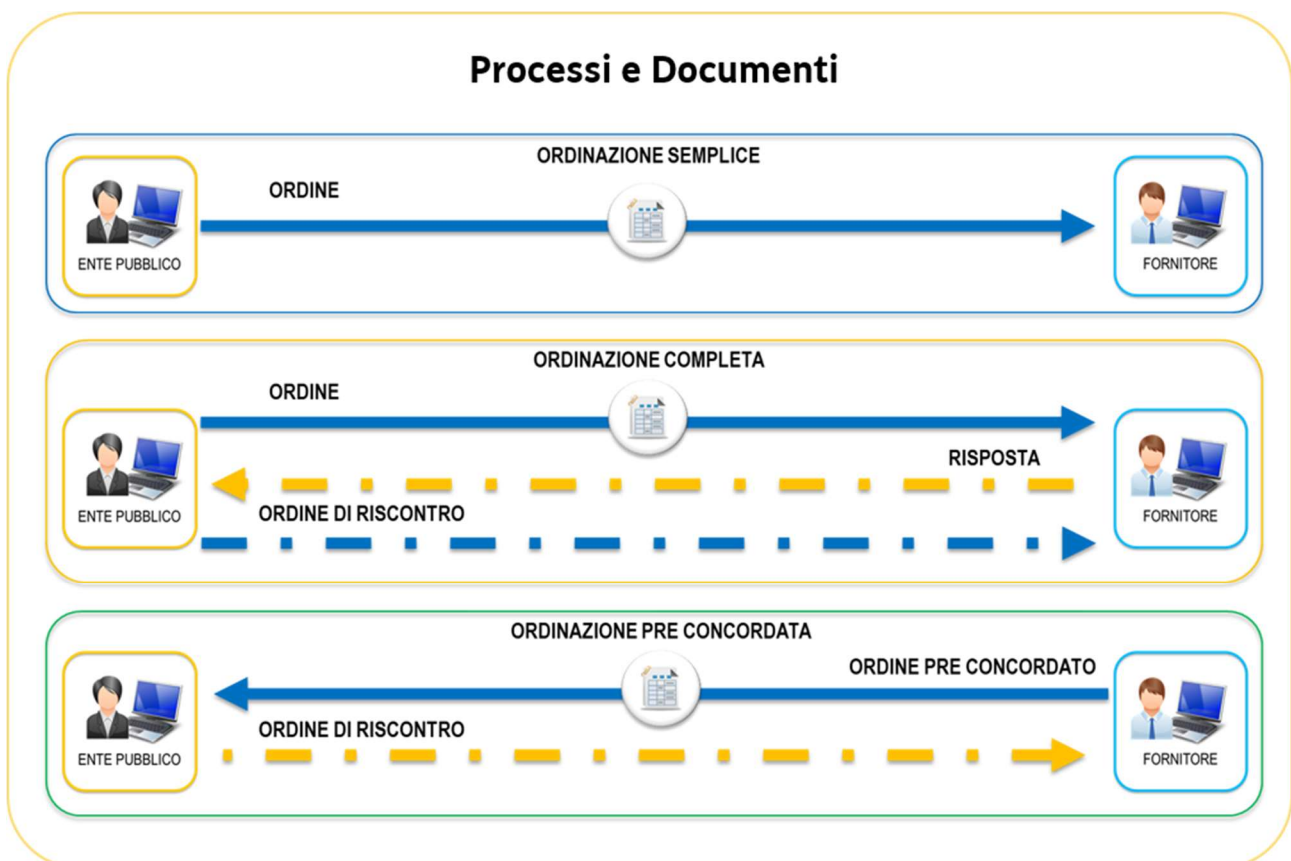 Processi e Documenti
ORDINAZIONE SEMPLICE
ORDINE
ENTE PUBBLICO
FORNITORE
ORDINAZIONE COMPLETA
ORDINE
RISPOSTA
ORDINE DI RISCONTRO
ENTE PUBBLICO
FORNITORE
ORDINAZIONE PRE CONCORDATA
ORDINE PRE CONCORDATO
ORDINE DI RISCONTRO
ENTE PUBBLICO
FORNITORE